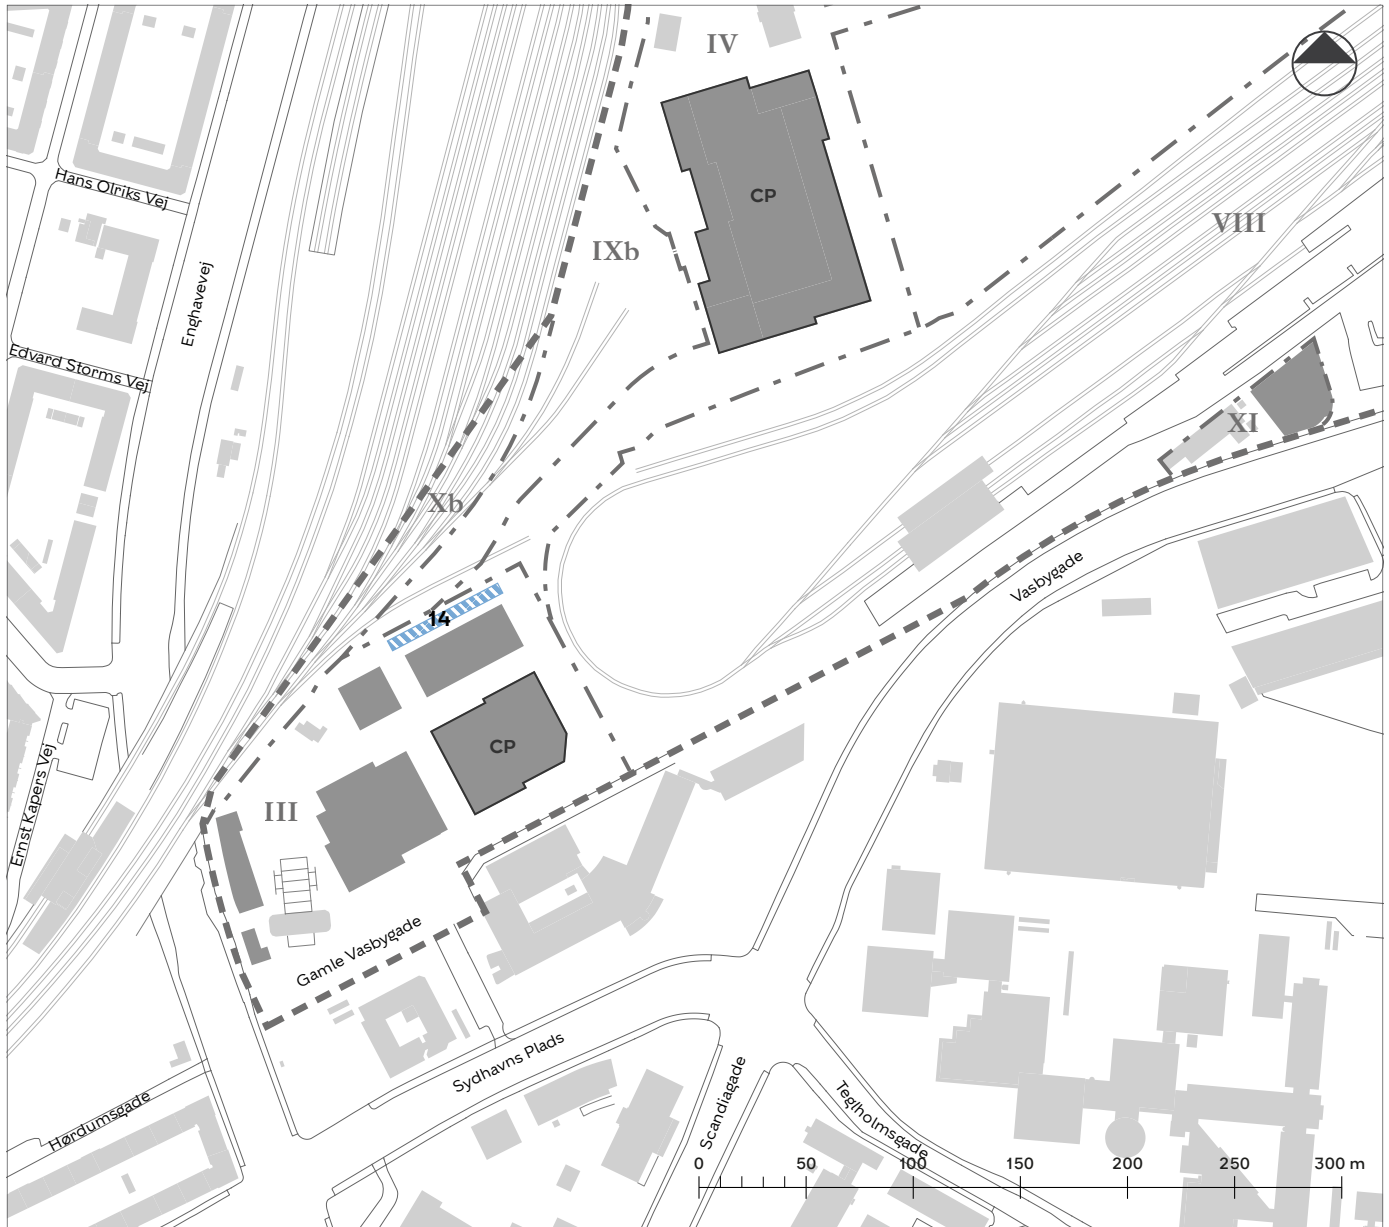 IV
Hans Olriks Vej
CP
VIII
IXb
Enghavevej
Edvard Storms Vej
XI
Xb
Vasbygade
14
CP
Ernst Kapers Vej
III
Gamle Vasbygade
Sydhavns Plads
Scandiagade
Teglholmsgade
Hørdumsgade
0 50 100 150 200 250 300 m